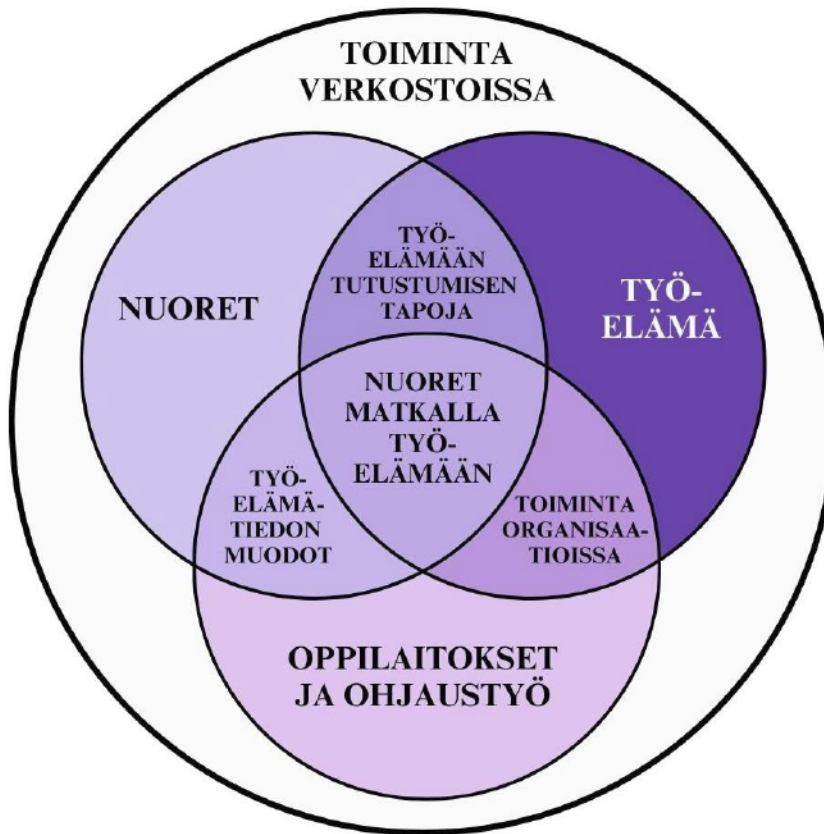 TOIMINTA
VERKOSTOISSA
TYÖ-
ELÄMÄÄN
TUTUSTUMISEN
TAPOJA
NUORET
TYÖ-
ELÄMÄ
NUORET
MATKALLA
TYÖ-
ELÄMÄÄN
TYÖ-
ELÄMÄ-
TIEDON
MUODOT
TOIMINTA
ORGANISAA-
TIOISSA
OPPILAITOKSET
JA OHJAUSTYÖ